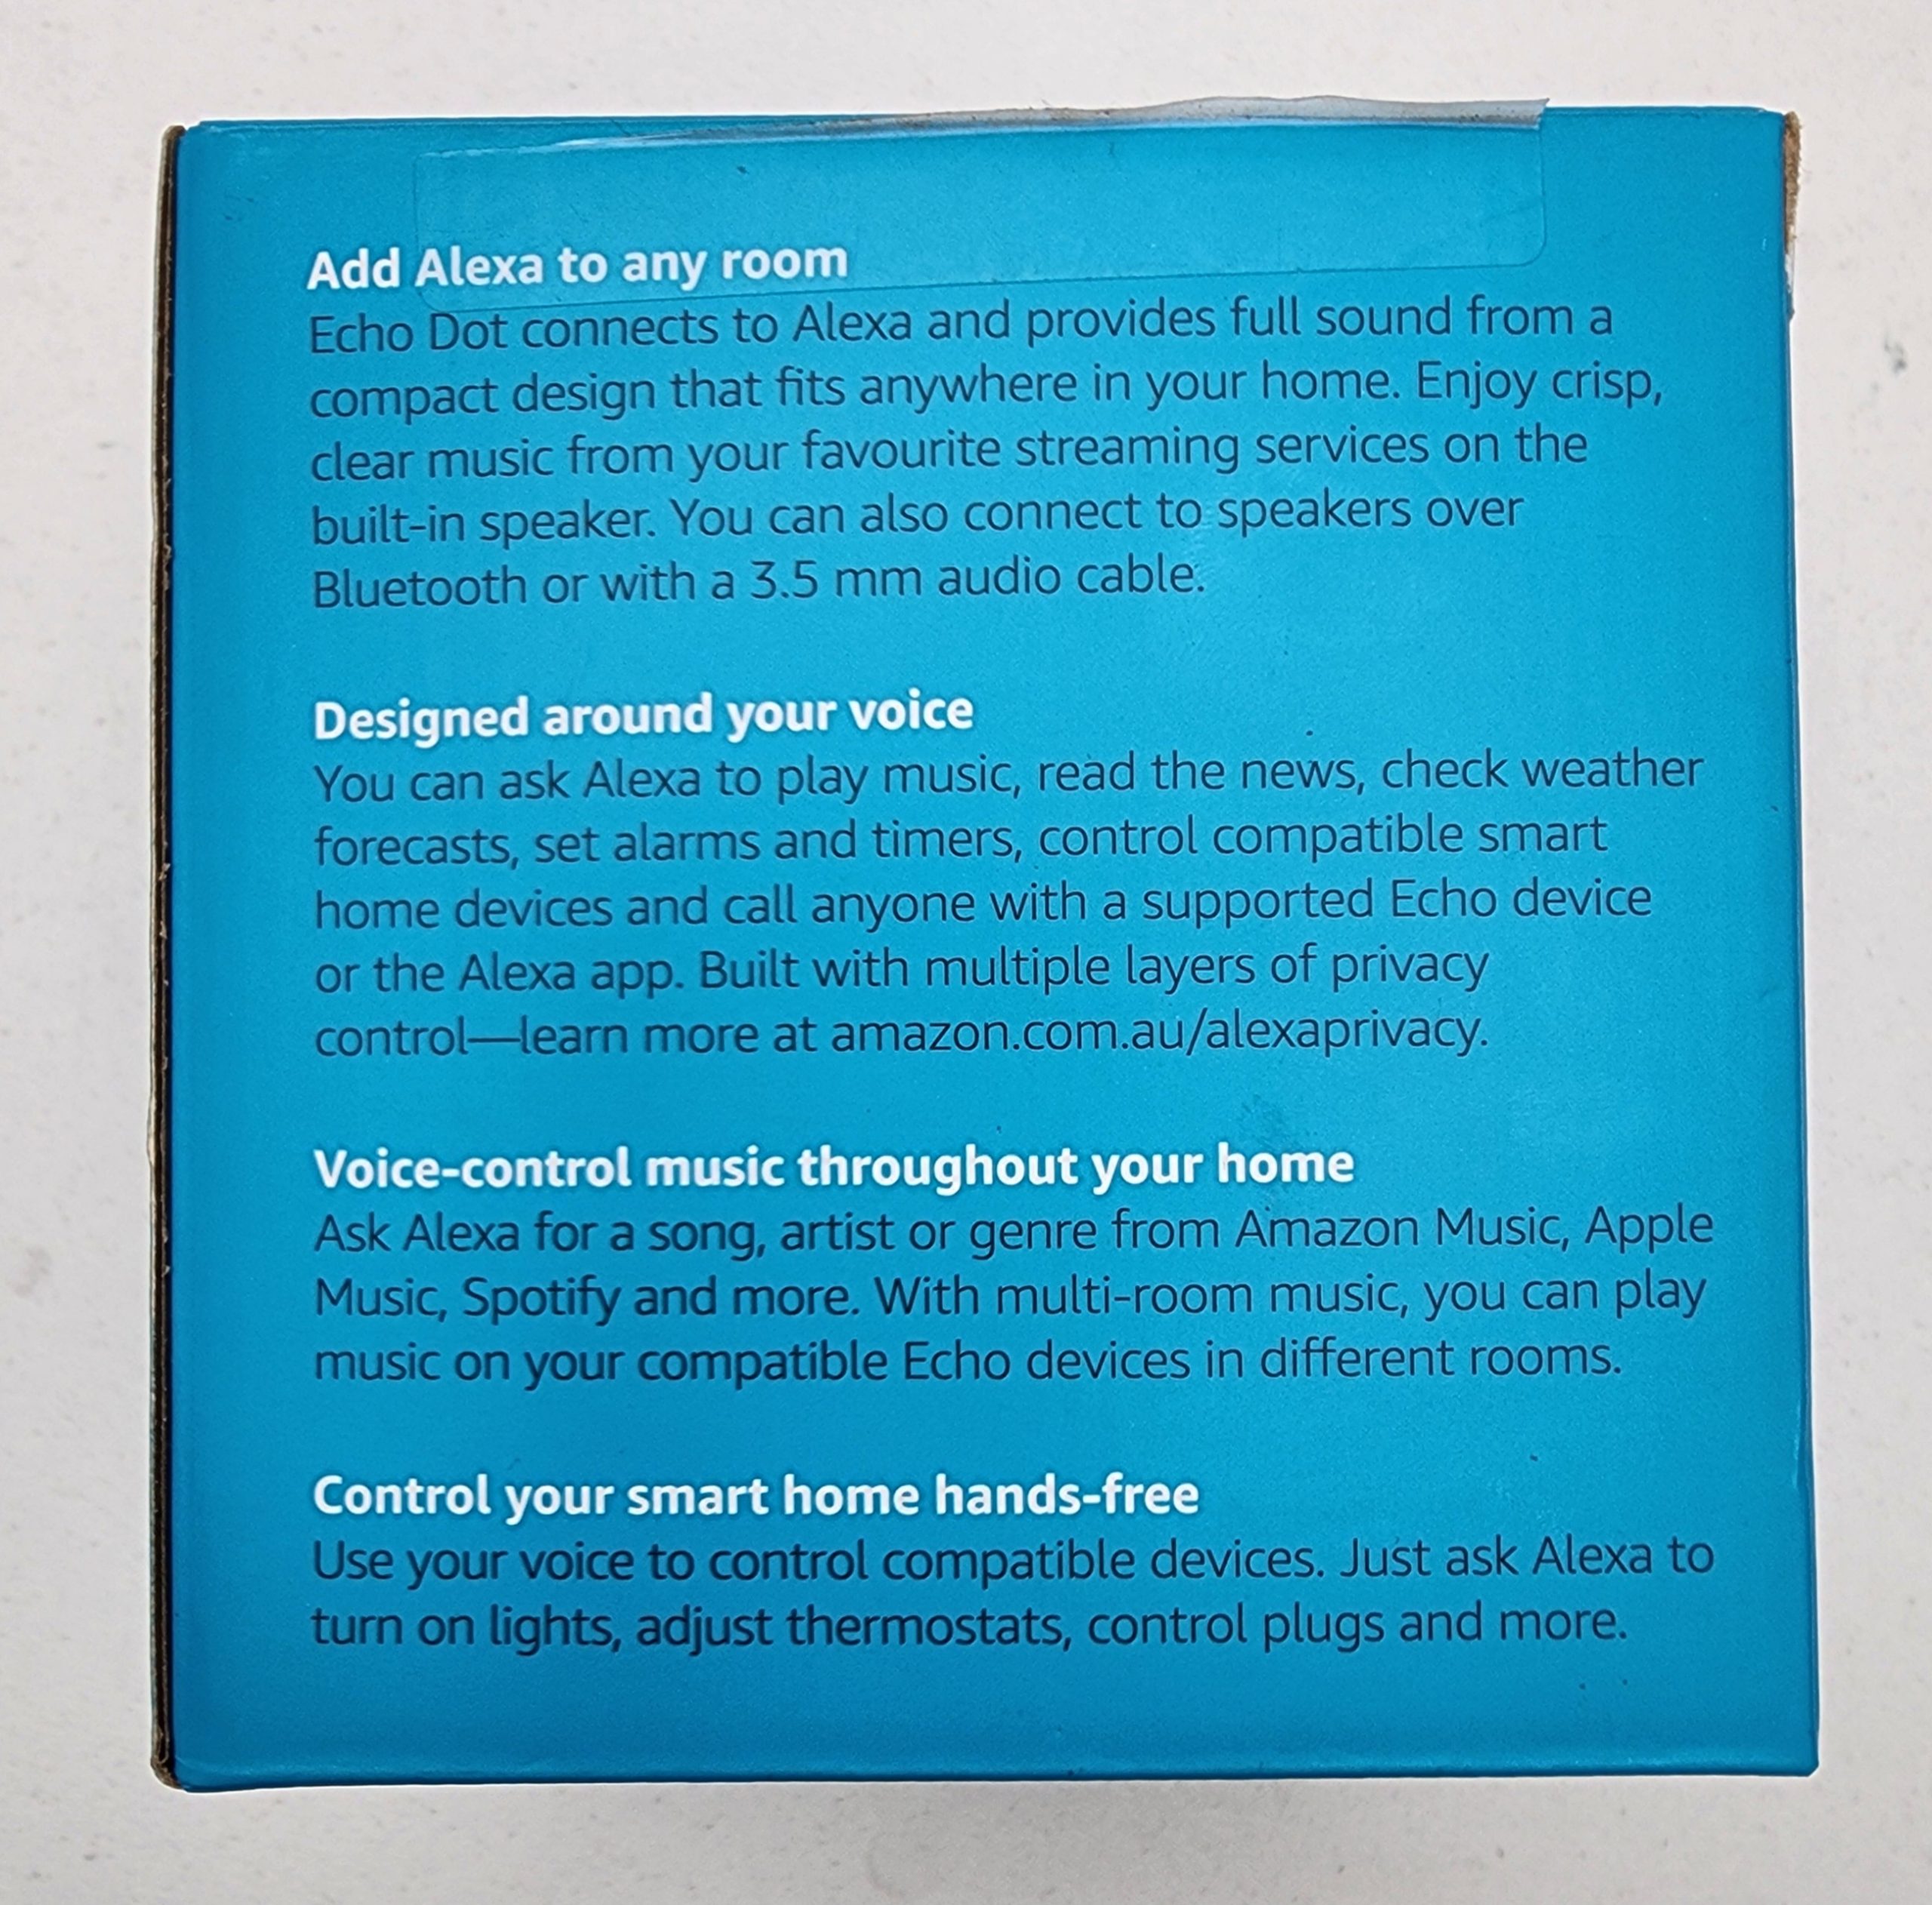 Add Alexa to any room
Echo Dot connects to Alexa and provides full sound from a
compact design that fits anywhere in your home. Enjoy crisp,
clear music from your favourite streaming services on the
built-in speaker. You can also connect to speakers over
Bluetooth or with a 3.5 mm audio cable.
Designed around your voice
You can ask Alexa to play music, read the news, check weather
forecasts, set alarms and timers, control compatible smart
home devices and call anyone with a supported Echo device
or the Alexa app. Built with multiple layers of privacy
control—learn more at amazon.com.au/alexaprivacy.
Voice-control music throughout your home
Ask Alexa for a song, artist or genre from Amazon Music, Apple
Music, Spotify and more. With multi-room music, you can play
music on your compatible Echo devices in different rooms.
Control your smart home hands-free
Use your voice to control compatible devices. Just ask Alexa to
turn on lights, adjust thermostats, control plugs and more.